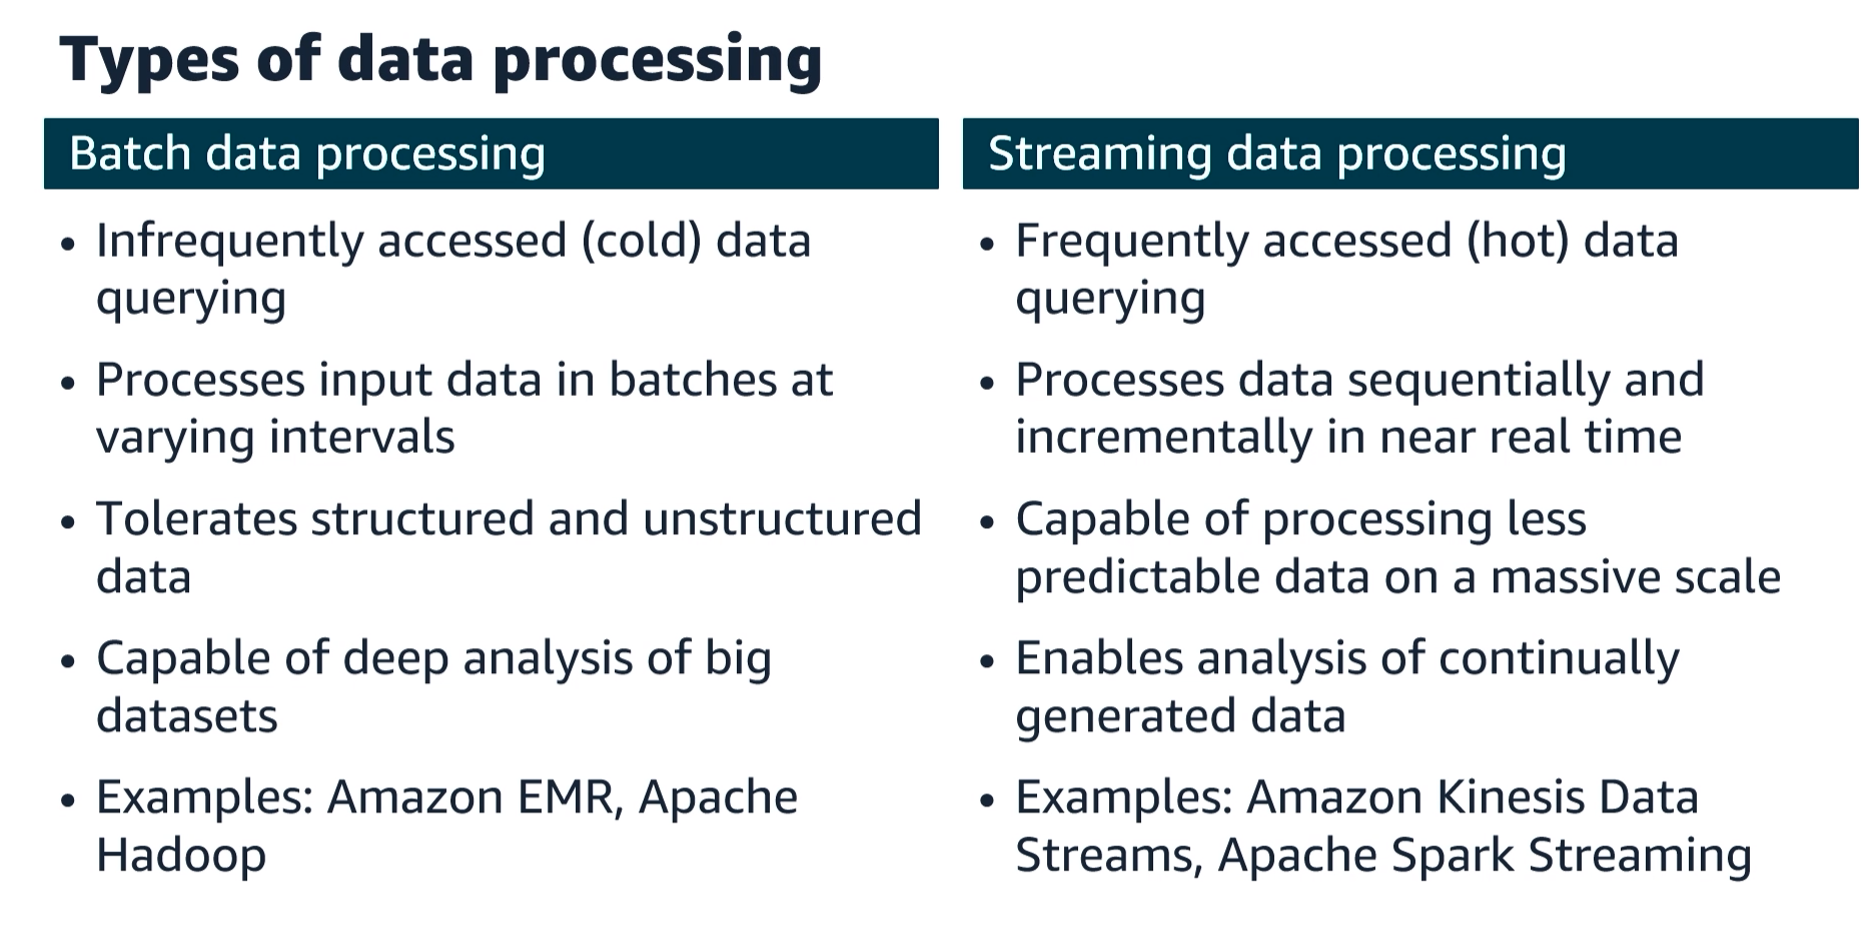 Types of data processing
Batch data processing
• Infrequently accessed (cold) data
querying
• Processes input data in batches at
varying intervals
• Tolerates structured and unstructured
data
• Capable of deep analysis of big
datasets
• Examples: Amazon EMR, Apache
Hadoop
Streaming data processing
• Frequently accessed (hot) data
querying
• Processes data sequentially and
incrementally in near real time
• Capable of processing less
predictable data on a massive scale
• Enables analysis of continually
generated data
• Examples: Amazon Kinesis Data
Streams, Apache Spark Streaming